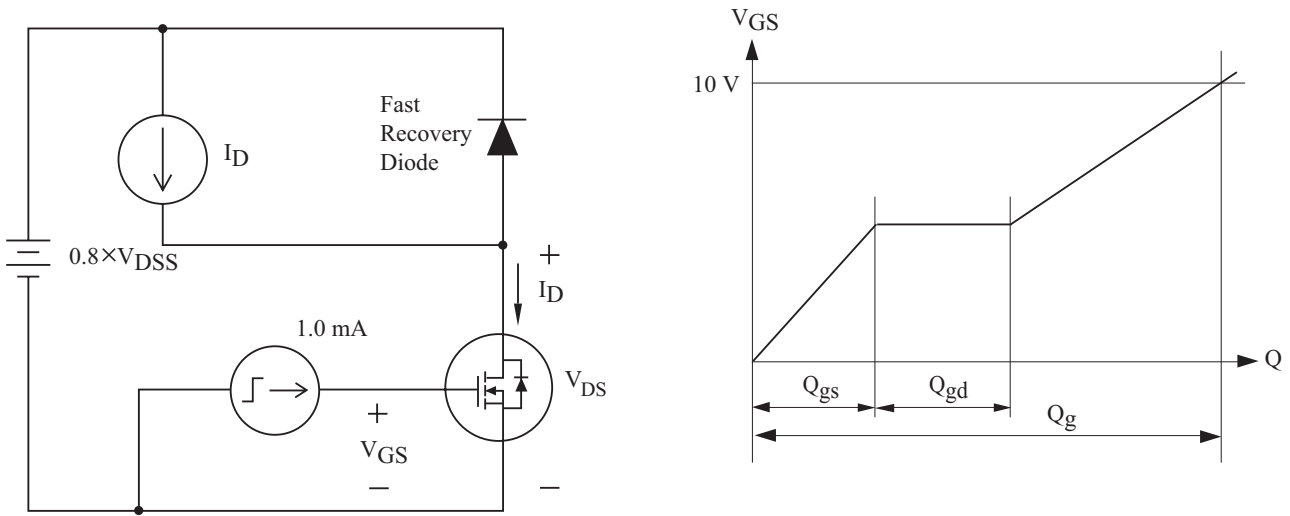 I_D
Fast
Recovery
Diode
0.8×V_DSS
+
I_D
1.0 mA
V_DS
+
V_GS
−
−
V_GS
10 V
Q
Q_gs
Q_gd
Q_g